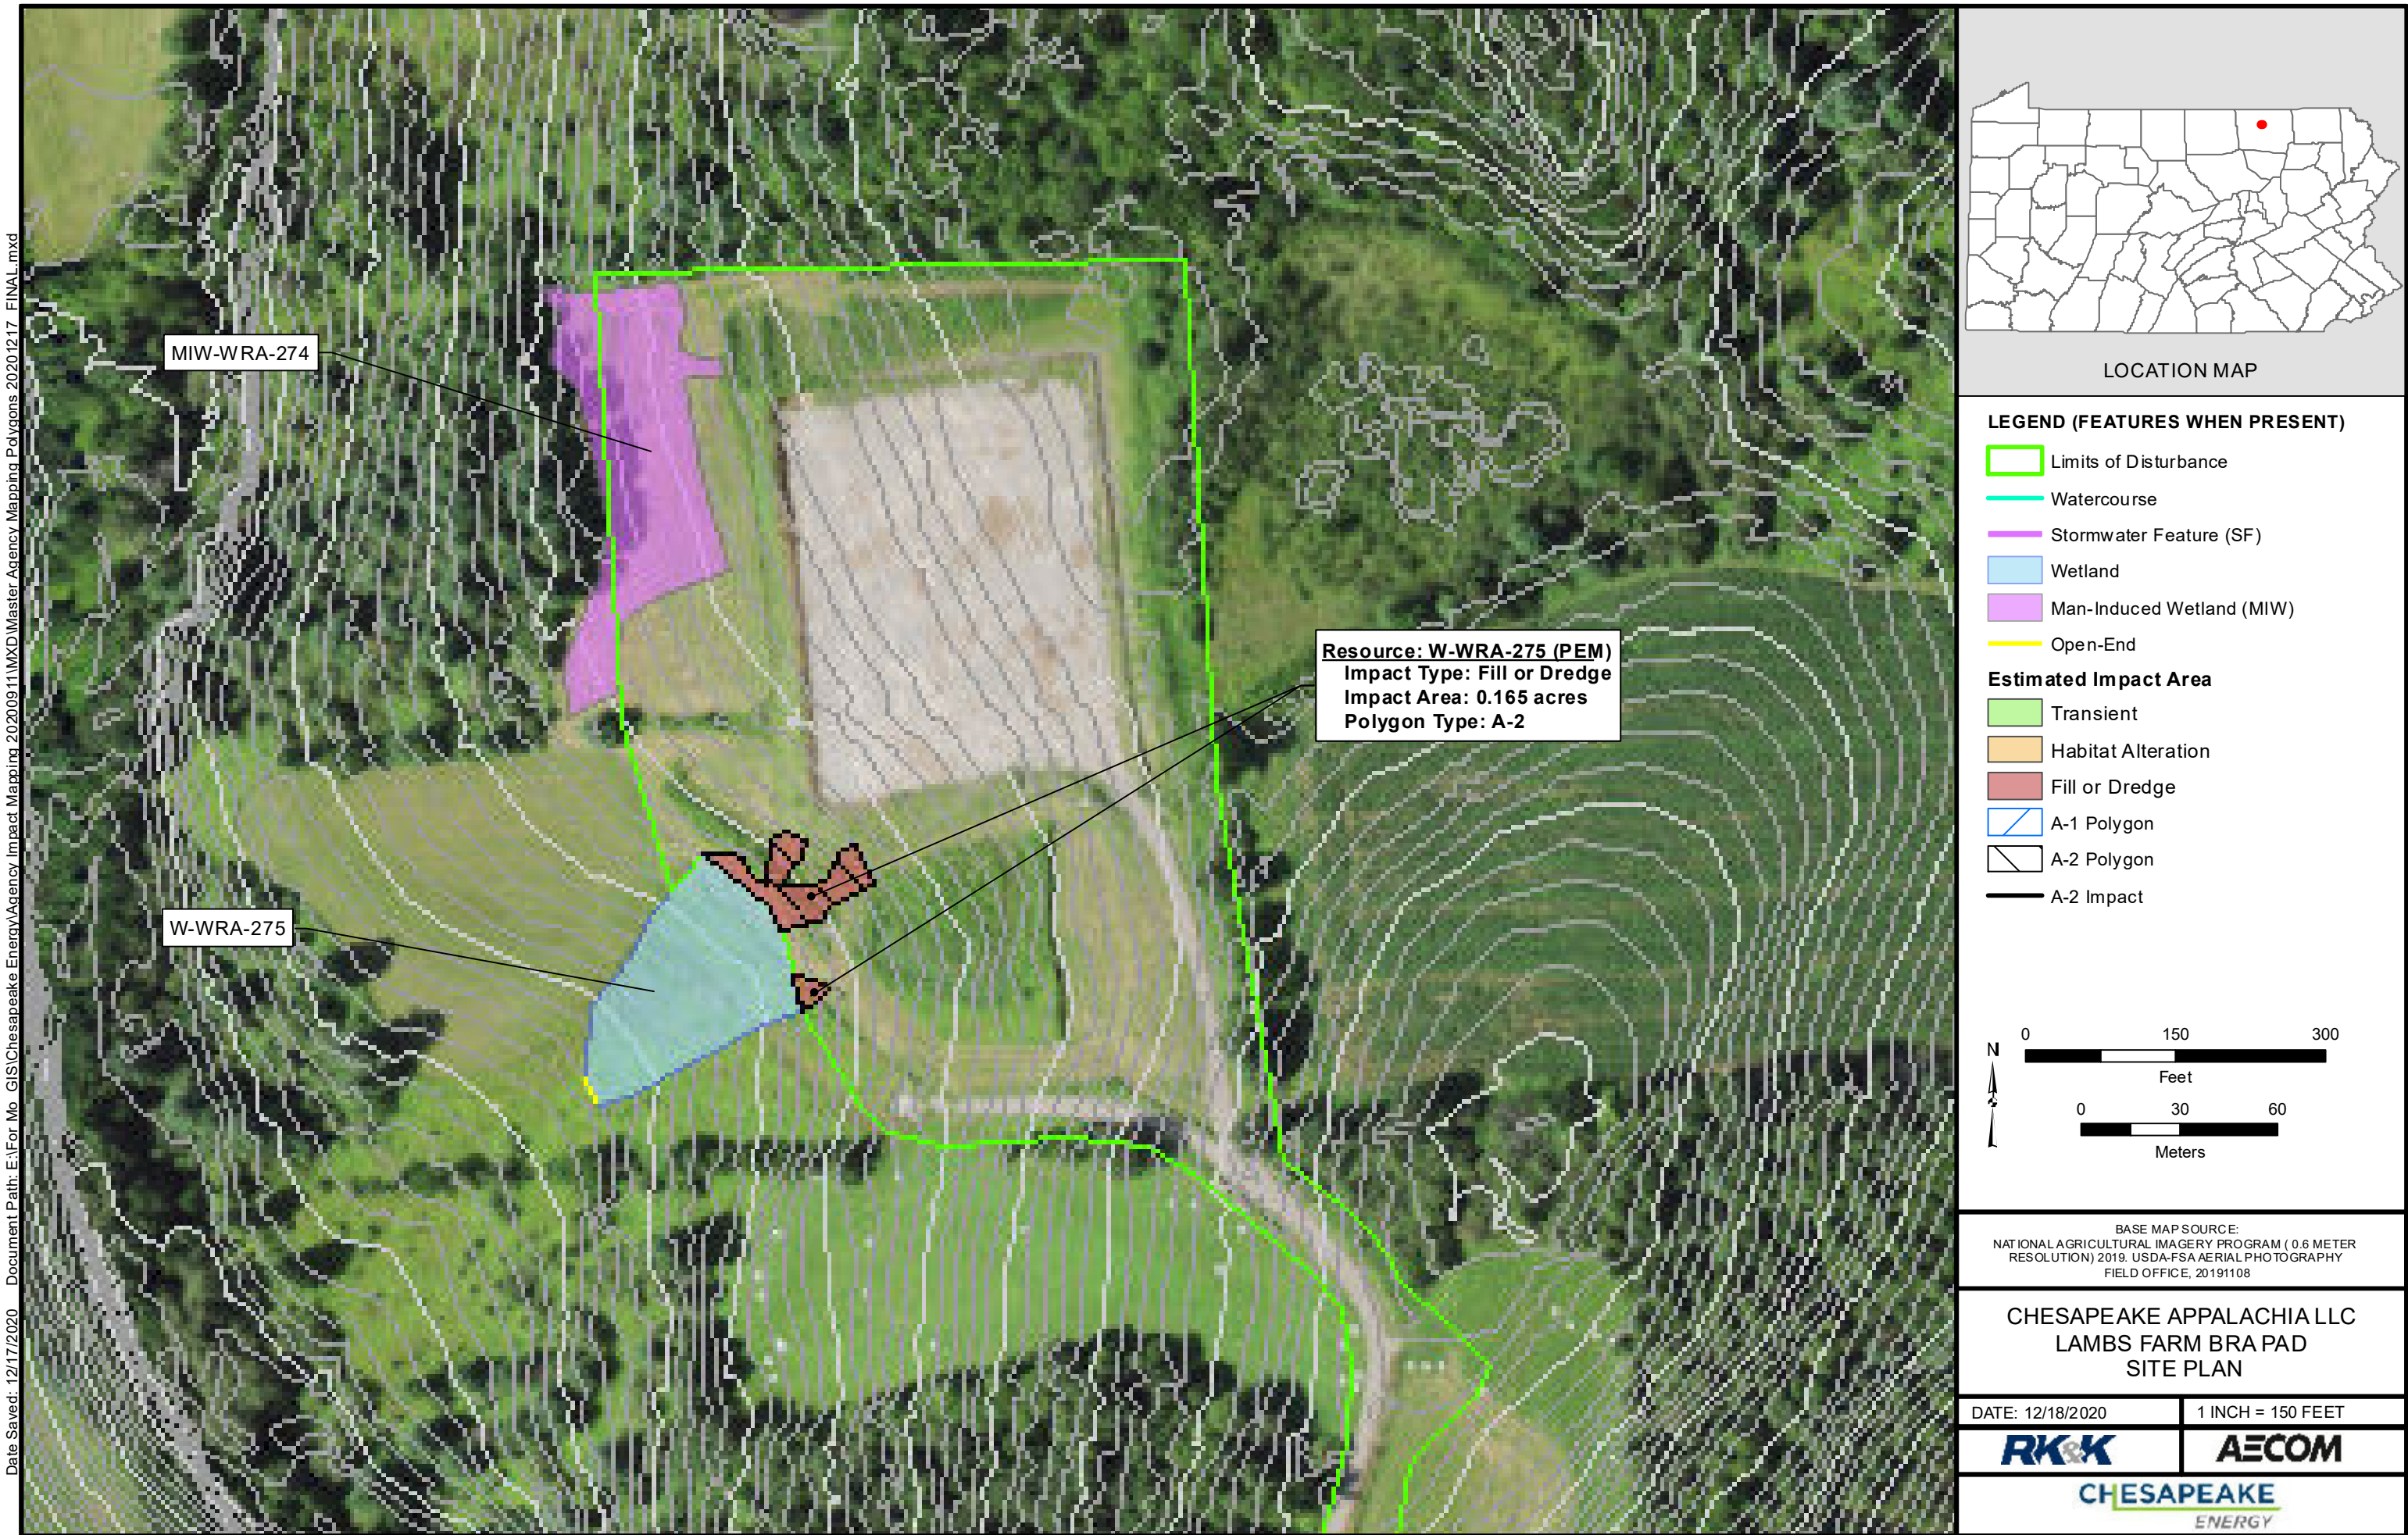 Date Saved: 12/17/2020 Document Path: E:\For Mo GIS\Chesapeake Energy\Agency Impact Mapping 20200911\MXD\Master Agency Mapping Polygons 20201217 FINAL.mxd
MIW-WRA-274
W-WRA-275
Resource: W-WRA-275 (PEM)
Impact Type: Fill or Dredge
Impact Area: 0.165 acres
Polygon Type: A-2
LOCATION MAP
LEGEND (FEATURES WHEN PRESENT)
Limits of Disturbance
Watercourse
Stormwater Feature (SF)
Wetland
Man-Induced Wetland (MIW)
Open-End
Estimated Impact Area
Transient
Habitat Alteration
Fill or Dredge
A-1 Polygon
A-2 Polygon
A-2 Impact
N
0 150 300
Feet
0 30 60
Meters
BASE MAP SOURCE:
NATIONAL AGRICULTURAL IMAGERY PROGRAM ( 0.6 METER
RESOLUTION) 2019. USDA-FSA AERIAL PHOTOGRAPHY
FIELD OFFICE, 20191108
CHESAPEAKE APPALACHIA LLC
LAMBS FARM BRA PAD
SITE PLAN
DATE: 12/18/2020
1 INCH = 150 FEET
RK&K
AECOM
CHESAPEAKE
ENERGY